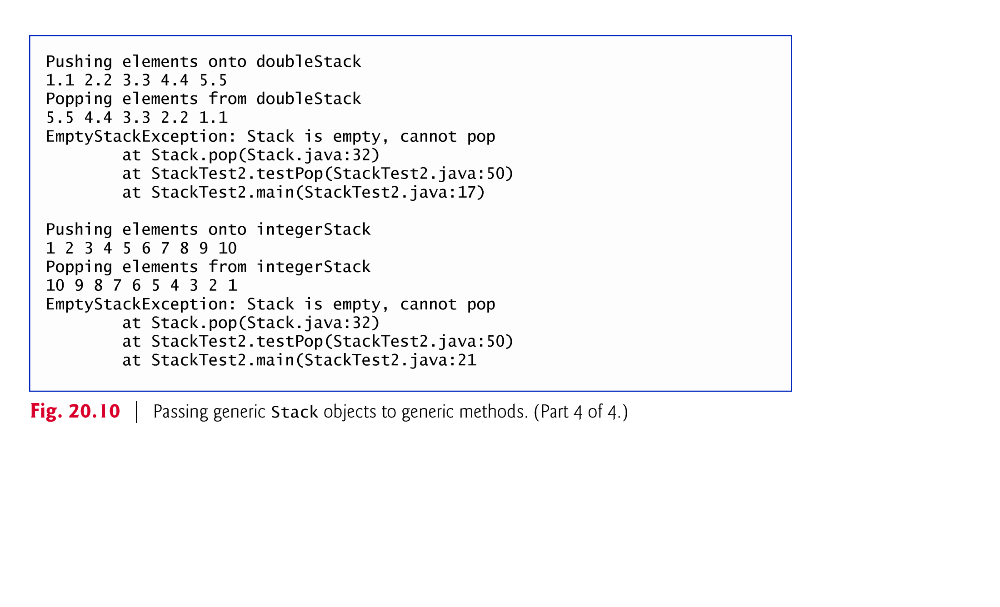 Pushing elements onto doubleStack
1.1 2.2 3.3 4.4 5.5
Popping elements from doubleStack
5.5 4.4 3.3 2.2 1.1
EmptyStackException: Stack is empty, cannot pop
        at Stack.pop(Stack.java:32)
        at StackTest2.testPop(StackTest2.java:50)
        at StackTest2.main(StackTest2.java:17)

Pushing elements onto integerStack
1 2 3 4 5 6 7 8 9 10
Popping elements from integerStack
10 9 8 7 6 5 4 3 2 1
EmptyStackException: Stack is empty, cannot pop
        at Stack.pop(Stack.java:32)
        at StackTest2.testPop(StackTest2.java:50)
        at StackTest2.main(StackTest2.java:21
Fig. 20.10 | Passing generic Stack objects to generic methods. (Part 4 of 4.)